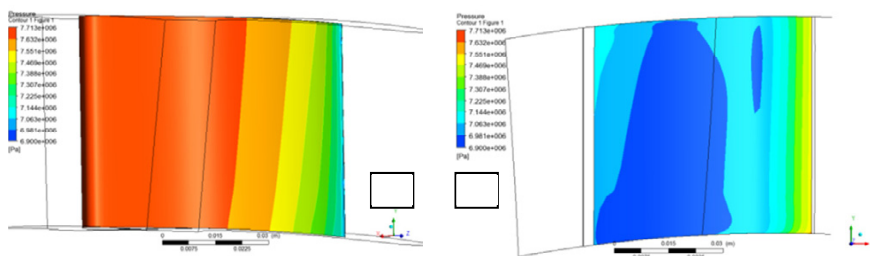 Pressure
Contour 1 Figure 1
7.713e+006
7.632e+006
7.551e+006
7.469e+006
7.388e+006
7.307e+006
7.225e+006
7.144e+006
7.063e+006
6.981e+006
6.900e+006
[Pa]
0 0.015 0.03 (m)
0.0075 0.0225
Y
X Z
Pressure
Contour 1 Figure 1
7.713e+006
7.632e+006
7.551e+006
7.469e+006
7.388e+006
7.307e+006
7.225e+006
7.144e+006
7.063e+006
6.981e+006
6.900e+006
[Pa]
0.015 0.03 (m)